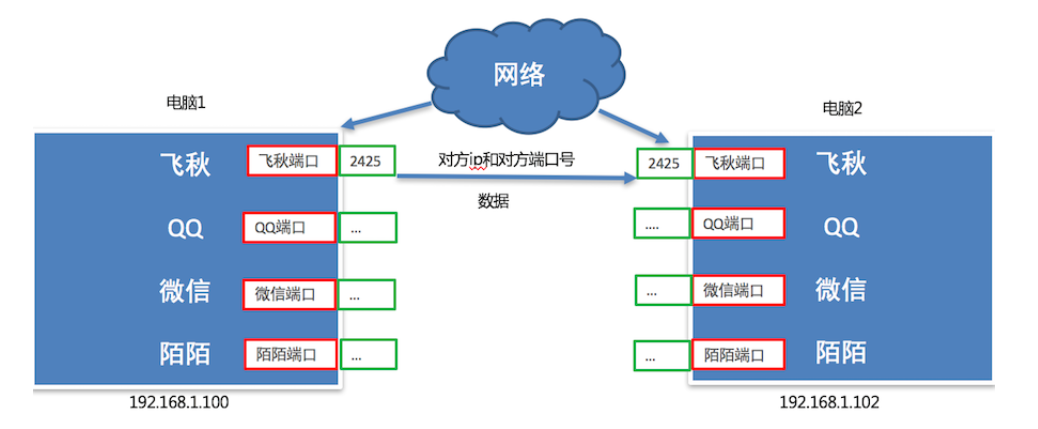 网络
电脑1
电脑2
飞秋 飞秋端口 2425 对方ip和对方端口号 2425 飞秋端口 飞秋
数据
QQ QQ端口 ... .... QQ端口 QQ
微信 微信端口 ... ... 微信端口 微信
陌陌 陌陌端口 ... ... 陌陌端口 陌陌
192.168.1.100
192.168.1.102